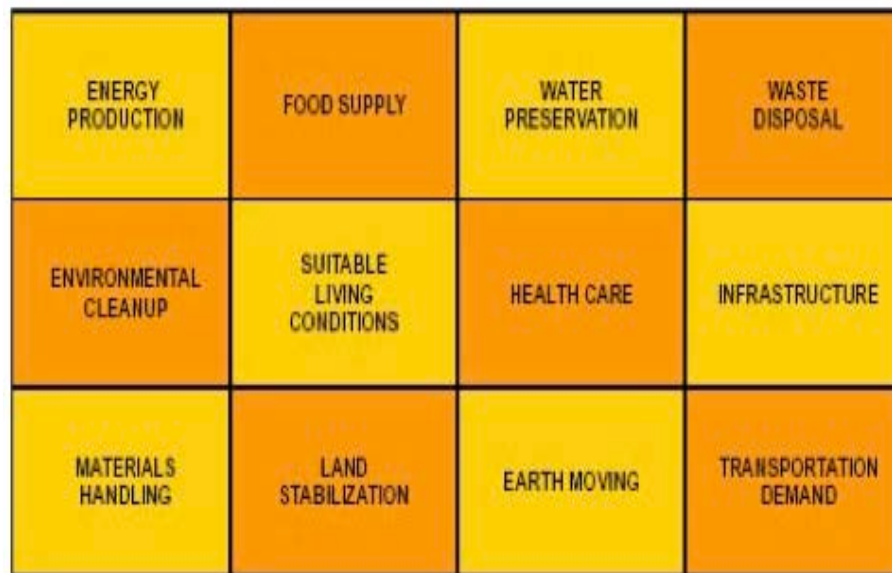 ENERGY
PRODUCTION
FOOD SUPPLY
WATER
PRESERVATION
WASTE
DISPOSAL
ENVIRONMENTAL
CLEANUP
SUITABLE
LIVING
CONDITIONS
HEALTH CARE
INFRASTRUCTURE
MATERIALS
HANDLING
LAND
STABILIZATION
EARTH MOVING
TRANSPORTATION
DEMAND